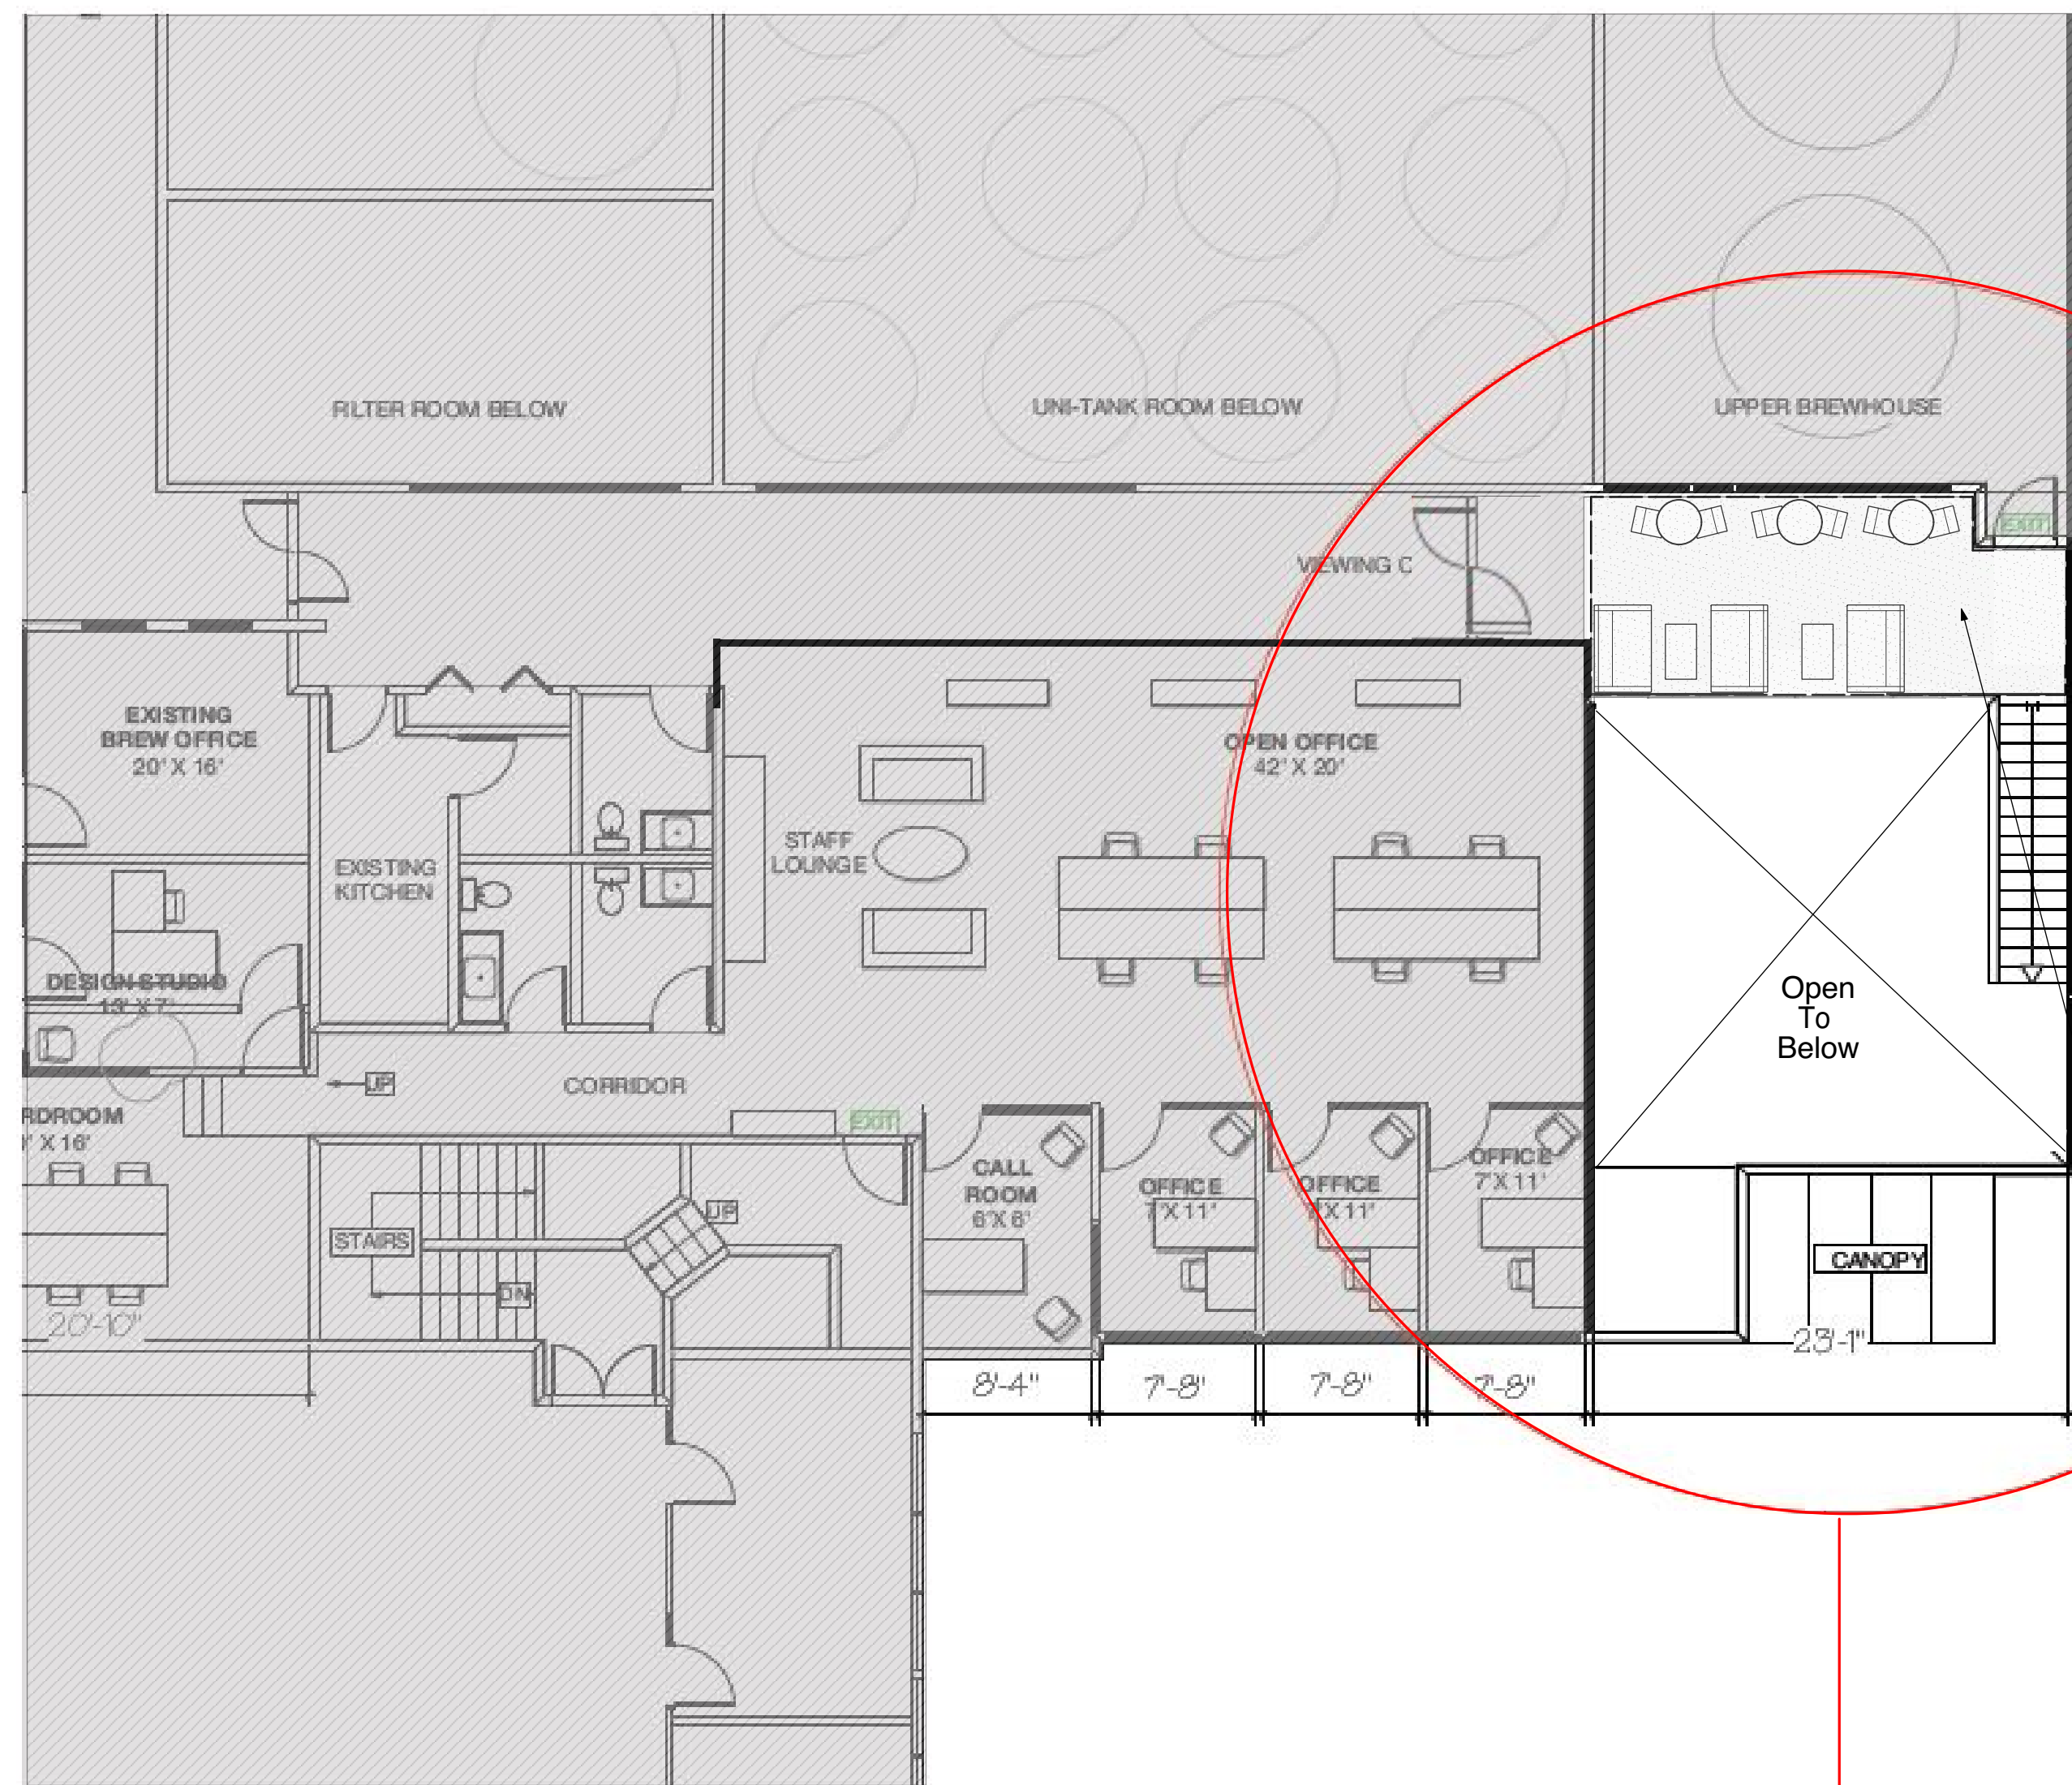 FILTER ROOM BELOW
UNI-TANK ROOM BELOW
UPPER BREWHOUSE
EXIT
VIEWING C
EXISTING
BREW OFFICE
20' X 16'
OPEN OFFICE
42' X 20'
STAFF
LOUNGE
EXISTING
KITCHEN
DESIGN STUDIO
13' X 7'
Open
To
Below
UP
CORRIDOR
EXIT
RDROOM
' X 16'
CALL
ROOM
6'X 6'
OFFICE
7'X 11'
OFFICE
7'X 11'
OFFICE
7'X 11'
UP
STAIRS
DN
CANOPY
20'-10"
23'-1"
8'-4"
7'-8"
7'-8"
7'-8"